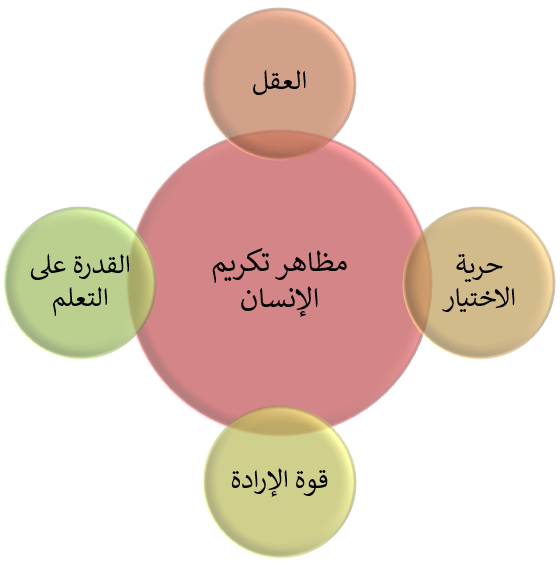 العقل
مظاهر تكريم
الإنسان
حرية
الاختيار
قوة الإرادة
القدرة على
التعلم